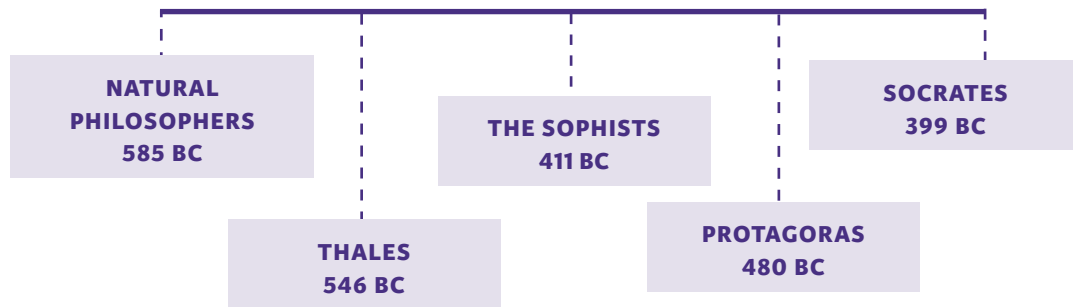 NATURAL
PHILOSOPHERS
585 BC
THALES
546 BC
THE SOPHISTS
411 BC
PROTAGORAS
480 BC
SOCRATES
399 BC